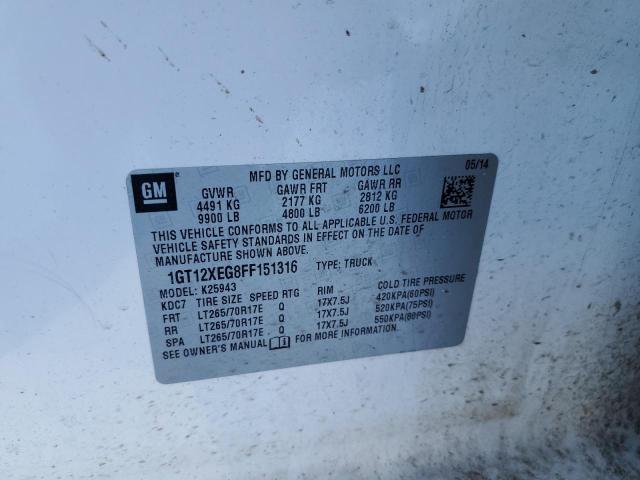 GM
MFD BY GENERAL MOTORS LLC 05/14
GVWR GAWR FRT GAWR RR
4491 KG 2177 KG 2812 KG
9900 LB 4800 LB 6200 LB
THIS VEHICLE CONFORMS TO ALL APPLICABLE U.S. FEDERAL MOTOR
VEHICLE SAFETY STANDARDS IN EFFECT ON THE DATE OF
MANUFACTURE SHOWN ABOVE.
1GT12XEG8FF151316 TYPE: TRUCK
MODEL: K25943
KDC7 TIRE SIZE SPEED RTG RIM COLD TIRE PRESSURE
FRT LT265/70R17E Q 17X7.5J 420KPA(60PSI)
RR LT265/70R17E Q 17X7.5J 520KPA(75PSI)
SPA LT265/70R17E Q 17X7.5J 550KPA(80PSI)
SEE OWNER'S MANUAL FOR MORE INFORMATION.